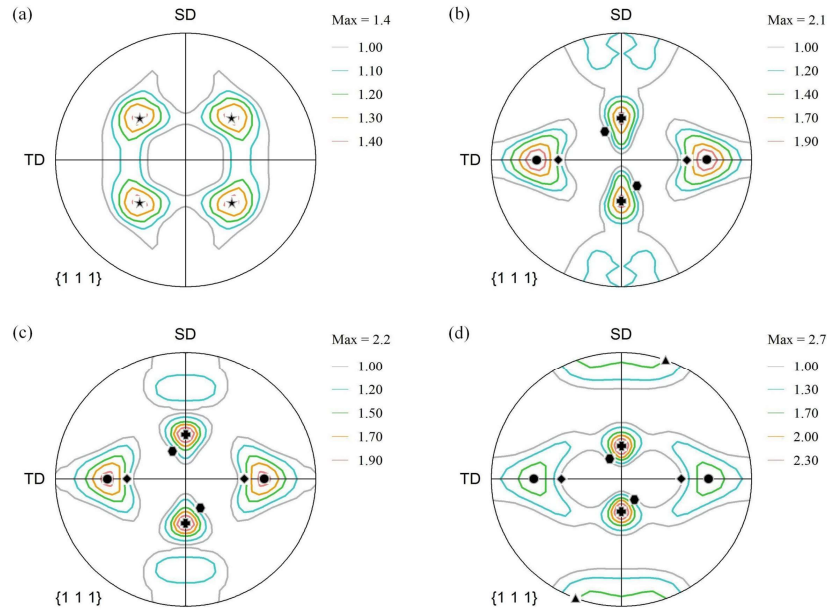 (a)
SD
Max = 1.4
1.00
1.10
1.20
1.30
1.40
TD
{1 1 1}
(b)
SD
Max = 2.1
1.00
1.20
1.40
1.70
1.90
TD
{1 1 1}
(c)
SD
Max = 2.2
1.00
1.20
1.50
1.70
1.90
TD
{1 1 1}
(d)
SD
Max = 2.7
1.00
1.30
1.70
2.00
2.30
TD
{1 1 1}